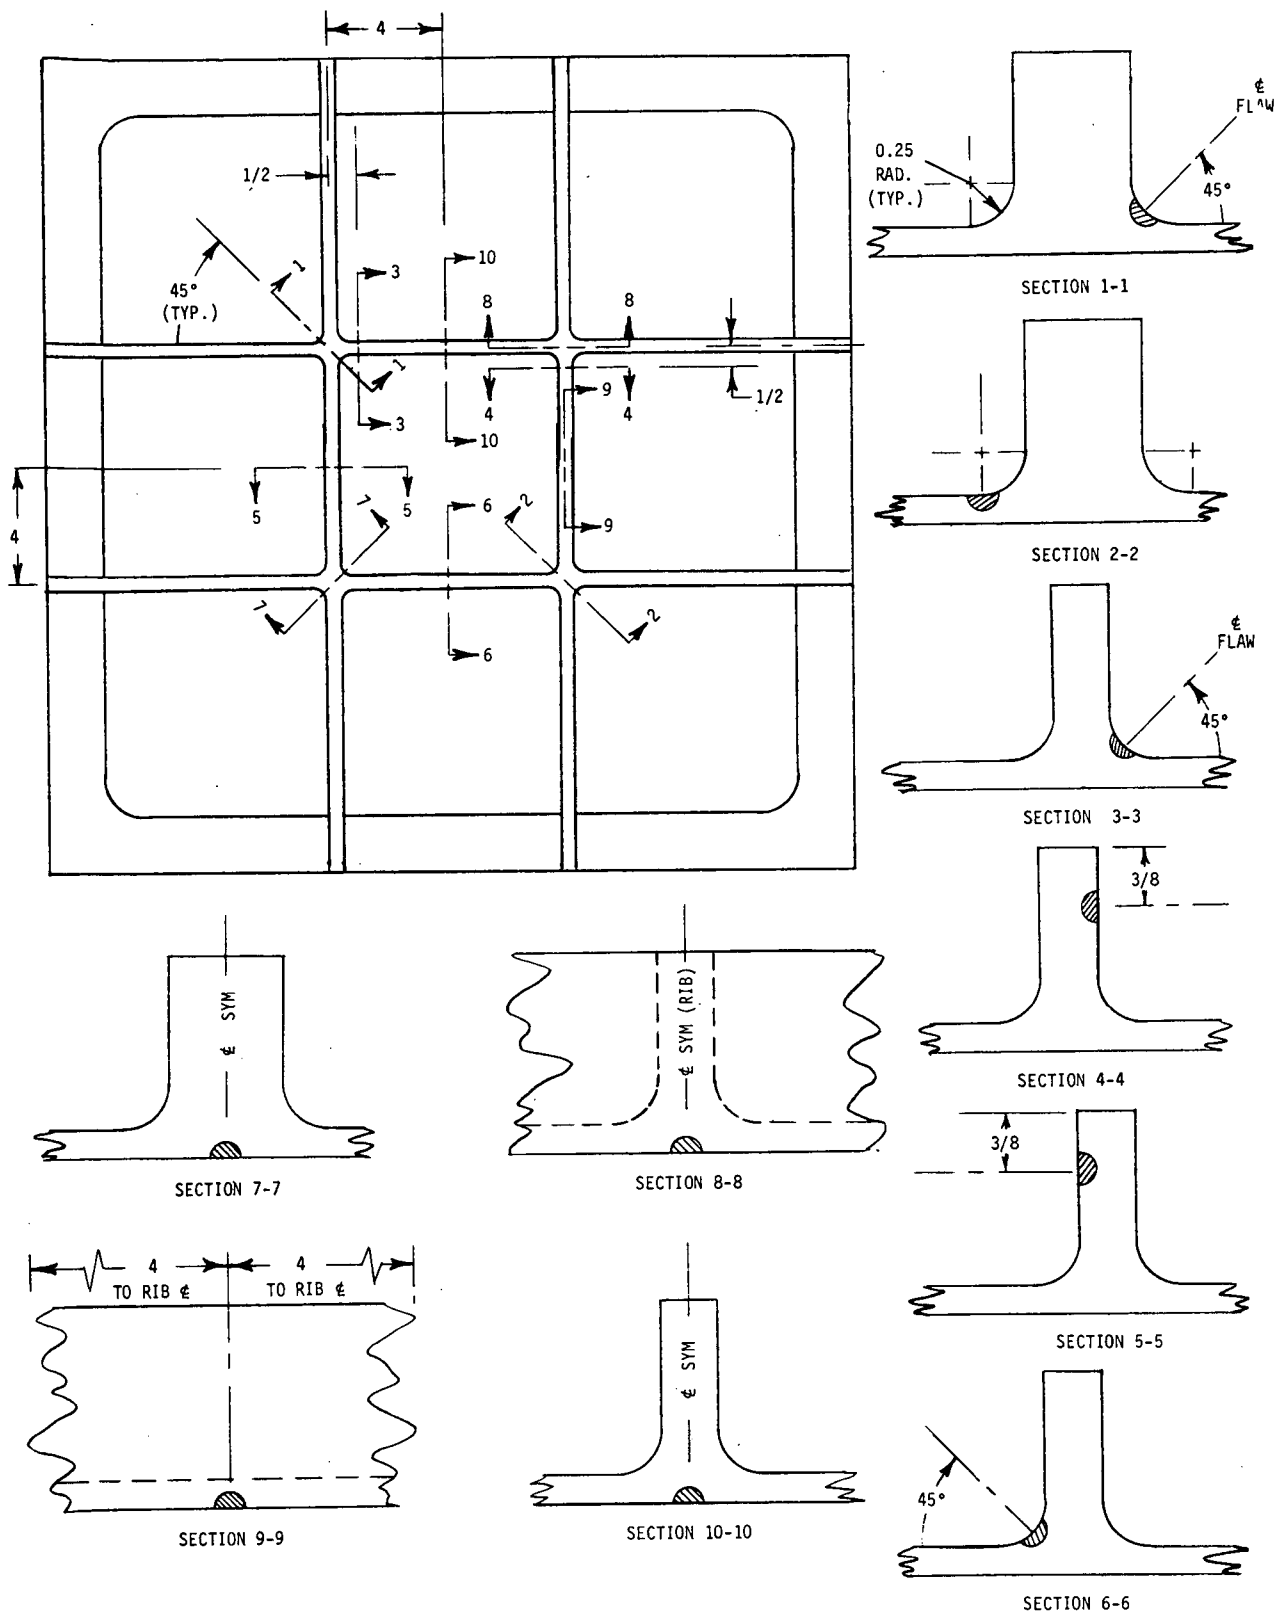 4
1/2
45°
(TYP.)
1
1
3
3
10
10
8
8
4
4
1/2
9
9
5
5
4
7
7
6
6
2
2
0.25
RAD.
(TYP.)
℄
FLAW
45°
SECTION 1-1
SECTION 2-2
℄
FLAW
45°
SECTION 3-3
3/8
SECTION 4-4
℄ SYM
SECTION 7-7
℄ SYM (RIB)
SECTION 8-8
3/8
SECTION 5-5
4
TO RIB ℄
4
TO RIB ℄
SECTION 9-9
℄ SYM
SECTION 10-10
45°
SECTION 6-6